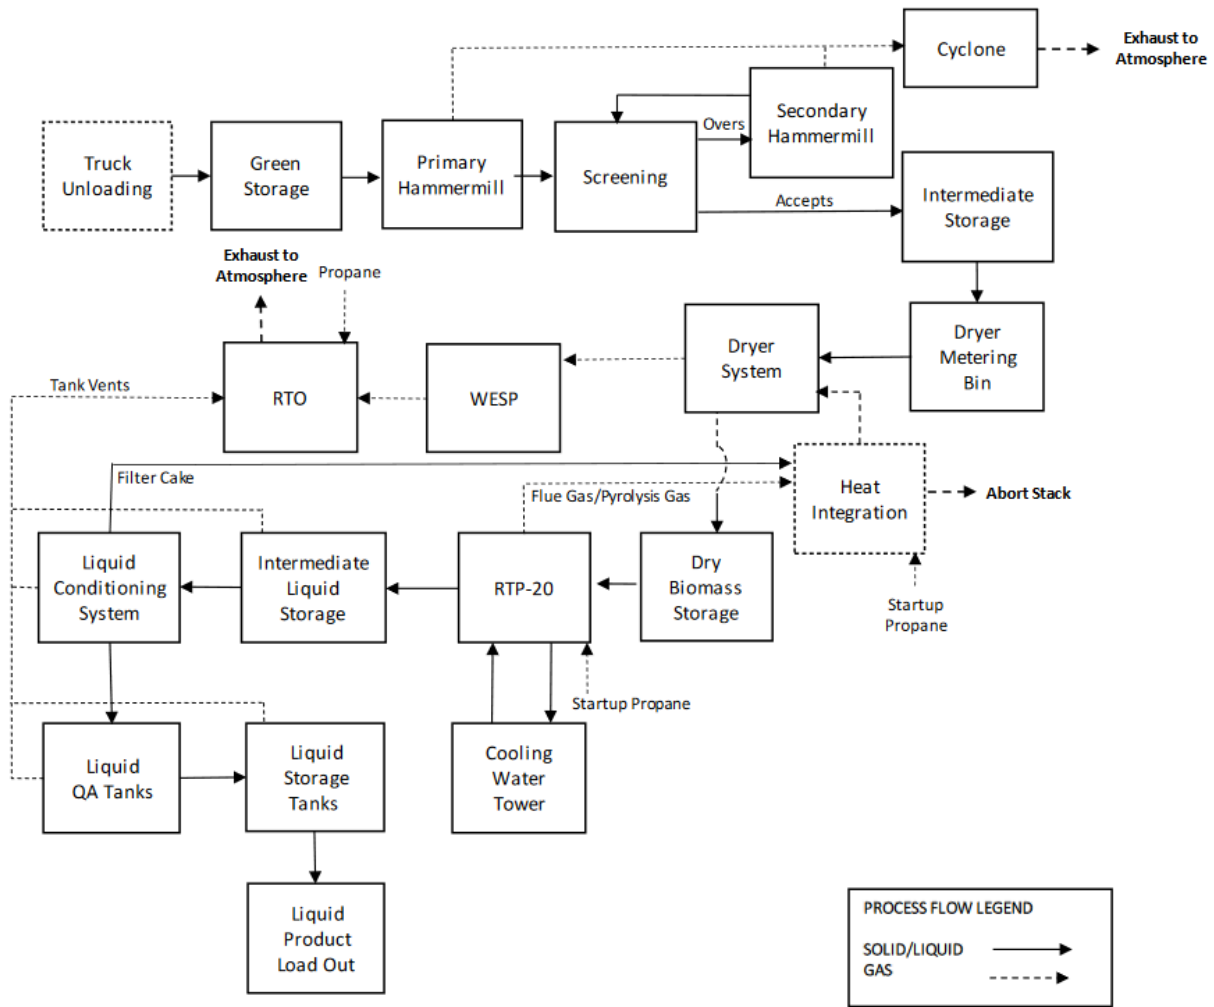 Cyclone
Exhaust to
Atmosphere
Truck
Unloading
Green
Storage
Primary
Hammermill
Screening
Overs
Secondary
Hammermill
Accepts
Intermediate
Storage
Exhaust to
Atmosphere
Propane
Tank Vents
RTO
WESP
Dryer
System
Dryer
Metering
Bin
Filter Cake
Flue Gas/Pyrolysis Gas
Heat
Integration
Abort Stack
Liquid
Conditioning
System
Intermediate
Liquid
Storage
RTP-20
Dry
Biomass
Storage
Startup
Propane
Startup Propane
Liquid
QA Tanks
Liquid
Storage
Tanks
Cooling
Water
Tower
Liquid
Product
Load Out
PROCESS FLOW LEGEND
SOLID/LIQUID
GAS